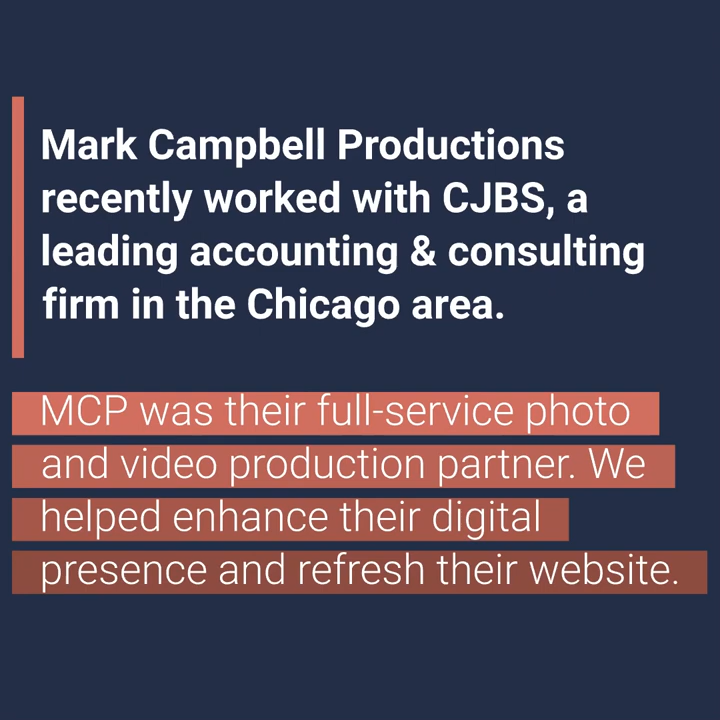 Mark Campbell Productions
recently worked with CJBS, a
leading accounting & consulting
firm in the Chicago area.
MCP was their full-service photo
and video production partner. We
helped enhance their digital
presence and refresh their website.